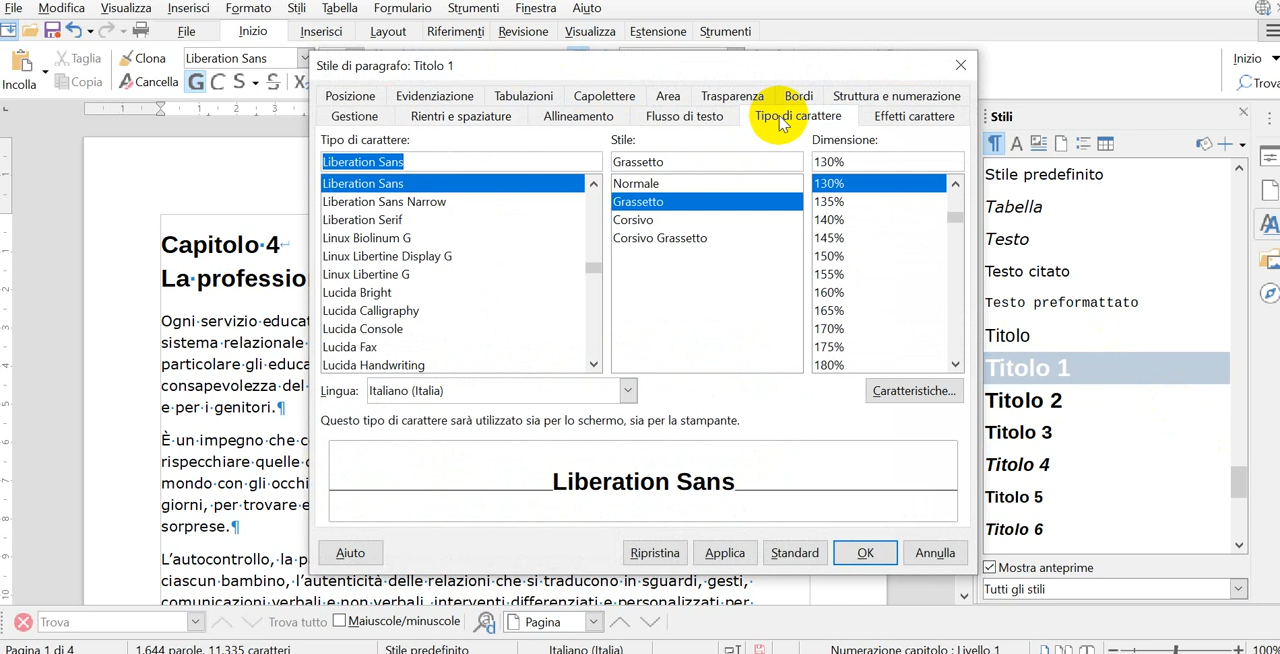 File Modifica Visualizza Inserisci Formato Stili Tabella Formulario Strumenti Finestra Aiuto
File Inizio Inserisci Layout Riferimenti Revisione Visualizza Estensione Strumenti
Incolla Taglia Copia Clona Cancella Liberation Sans G C S S Inizio
Trova
Stile di paragrafo: Titolo 1
Posizione Evidenziazione Tabulazioni Capolettere Area Trasparenza Bordi Struttura e numerazione
Gestione Rientri e spaziature Allineamento Flusso di testo Tipo di carattere Effetti carattere
Tipo di carattere: Stile: Dimensione:
Liberation Sans Grassetto 130%
Liberation Sans Normale 130%
Liberation Sans Narrow Grassetto 135%
Liberation Serif Corsivo 140%
Linux Biolinum G Corsivo Grassetto 145%
Linux Libertine Display G 150%
Linux Libertine G 155%
Lucida Bright 160%
Lucida Calligraphy 165%
Lucida Console 170%
Lucida Fax 175%
Lucida Handwriting 180%
Lingua: Italiano (Italia) Caratteristiche...
Questo tipo di carattere sarà utilizzato sia per lo schermo, sia per la stampante.
Liberation Sans
Aiuto Ripristina Applica Standard OK Annulla
Capitolo·4
La·professio
Ogni·servizio·educat
sistema·relazionale·
particolare·gli·educa
consapevolezza·del·
e·per·i·genitori.¶
È·un·impegno·che·c
rispecchiare·quelle·
mondo·con·gli·occhi
giorni,·per·trovare·e
sorprese.¶
L'autocontrollo,·la·p
ciascun·bambino,·l'autenticità·delle·relazioni·che·si·traducono·in·sguardi,·gesti,·
comunicazioni·verbali·e·non·verbali,·interventi·differenziati·e·personalizzati·per·
Stili
Stile predefinito
Tabella
Testo
Testo citato
Testo preformattato
Titolo
Titolo 1
Titolo 2
Titolo 3
Titolo 4
Titolo 5
Titolo 6
Mostra anteprime
Tutti gli stili
Trova Trova tutto Maiuscole/minuscole Pagina
Pagina 1 di 4 1.644 parole, 11.335 caratteri Stile predefinito Italiano (Italia) Numerazione capitolo : Livello 1 100%